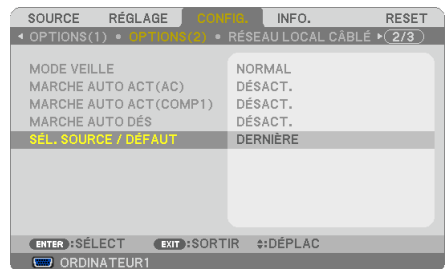 SOURCE RÉGLAGE CONFIG. INFO. RESET
◂ OPTIONS(1) • OPTIONS(2) • RÉSEAU LOCAL CÂBLÉ ▸ 2/3
MODE VEILLE NORMAL
MARCHE AUTO ACT(AC) DÉSACT.
MARCHE AUTO ACT(COMP1) DÉSACT.
MARCHE AUTO DÉS DÉSACT.
SÉL. SOURCE / DÉFAUT DERNIÈRE
ENTER :SÉLECT EXIT :SORTIR :DÉPLAC
ORDINATEUR1